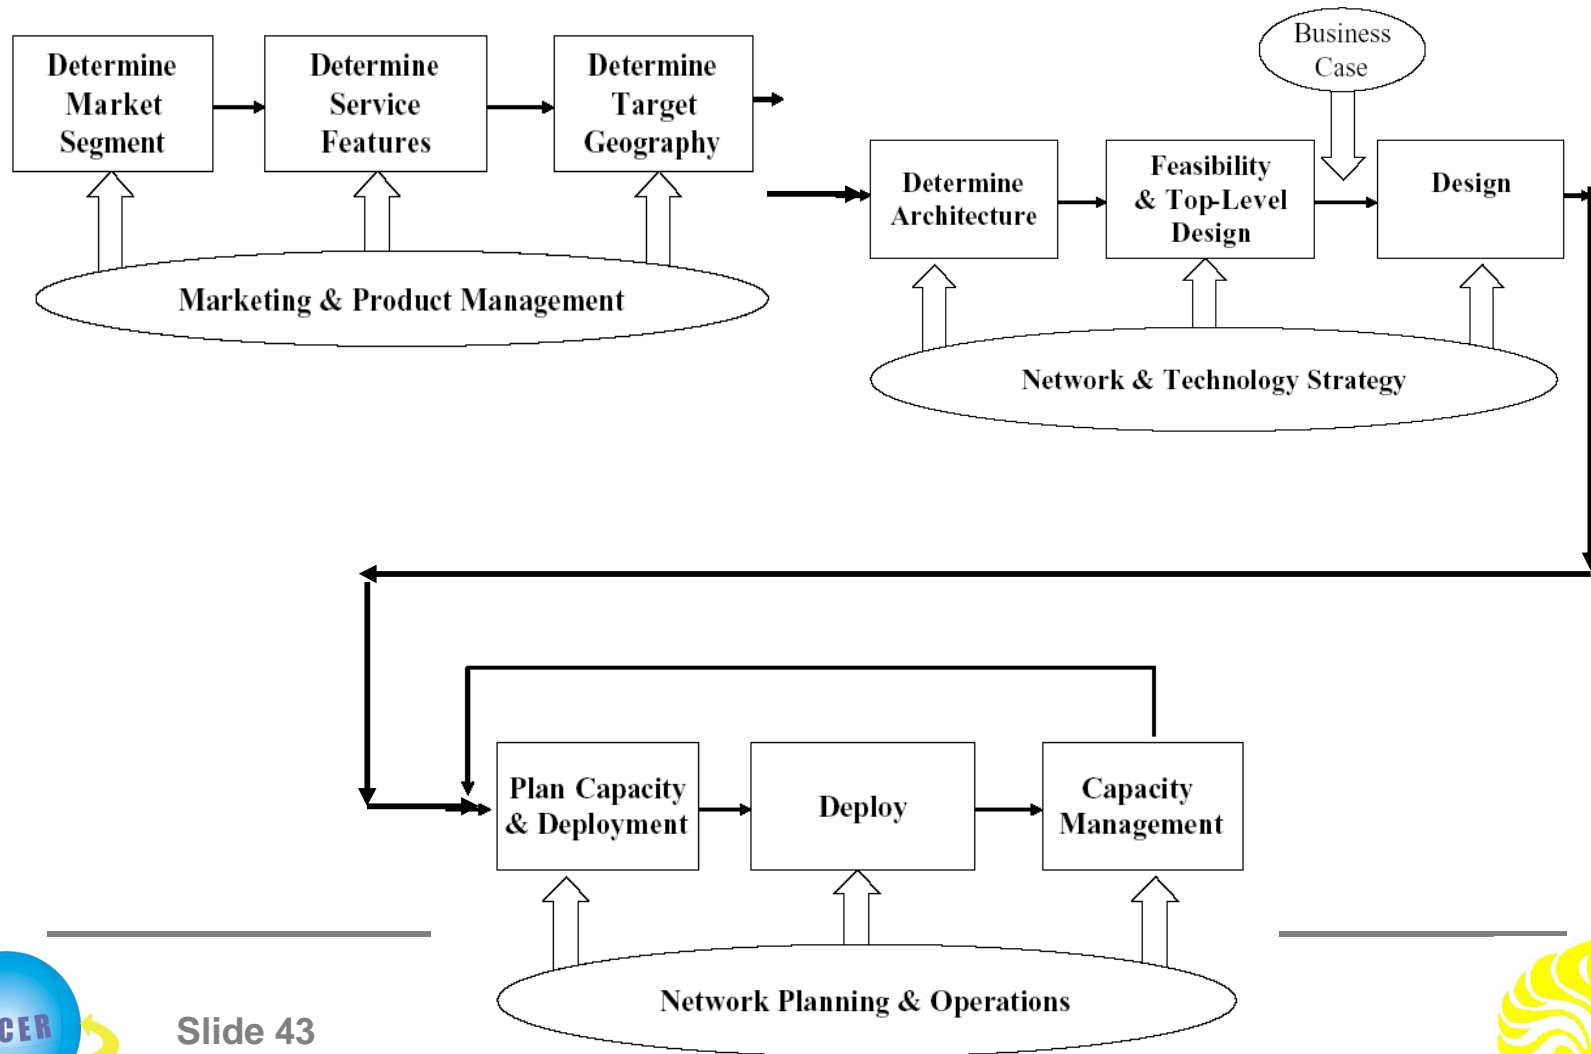 Determine
Market
Segment
Determine
Service
Features
Determine
Target
Geography
Marketing & Product Management
Business
Case
Determine
Architecture
Feasibility
& Top-Level
Design
Design
Network & Technology Strategy
Plan Capacity
& Deployment
Deploy
Capacity
Management
Network Planning & Operations
CER
Slide 43